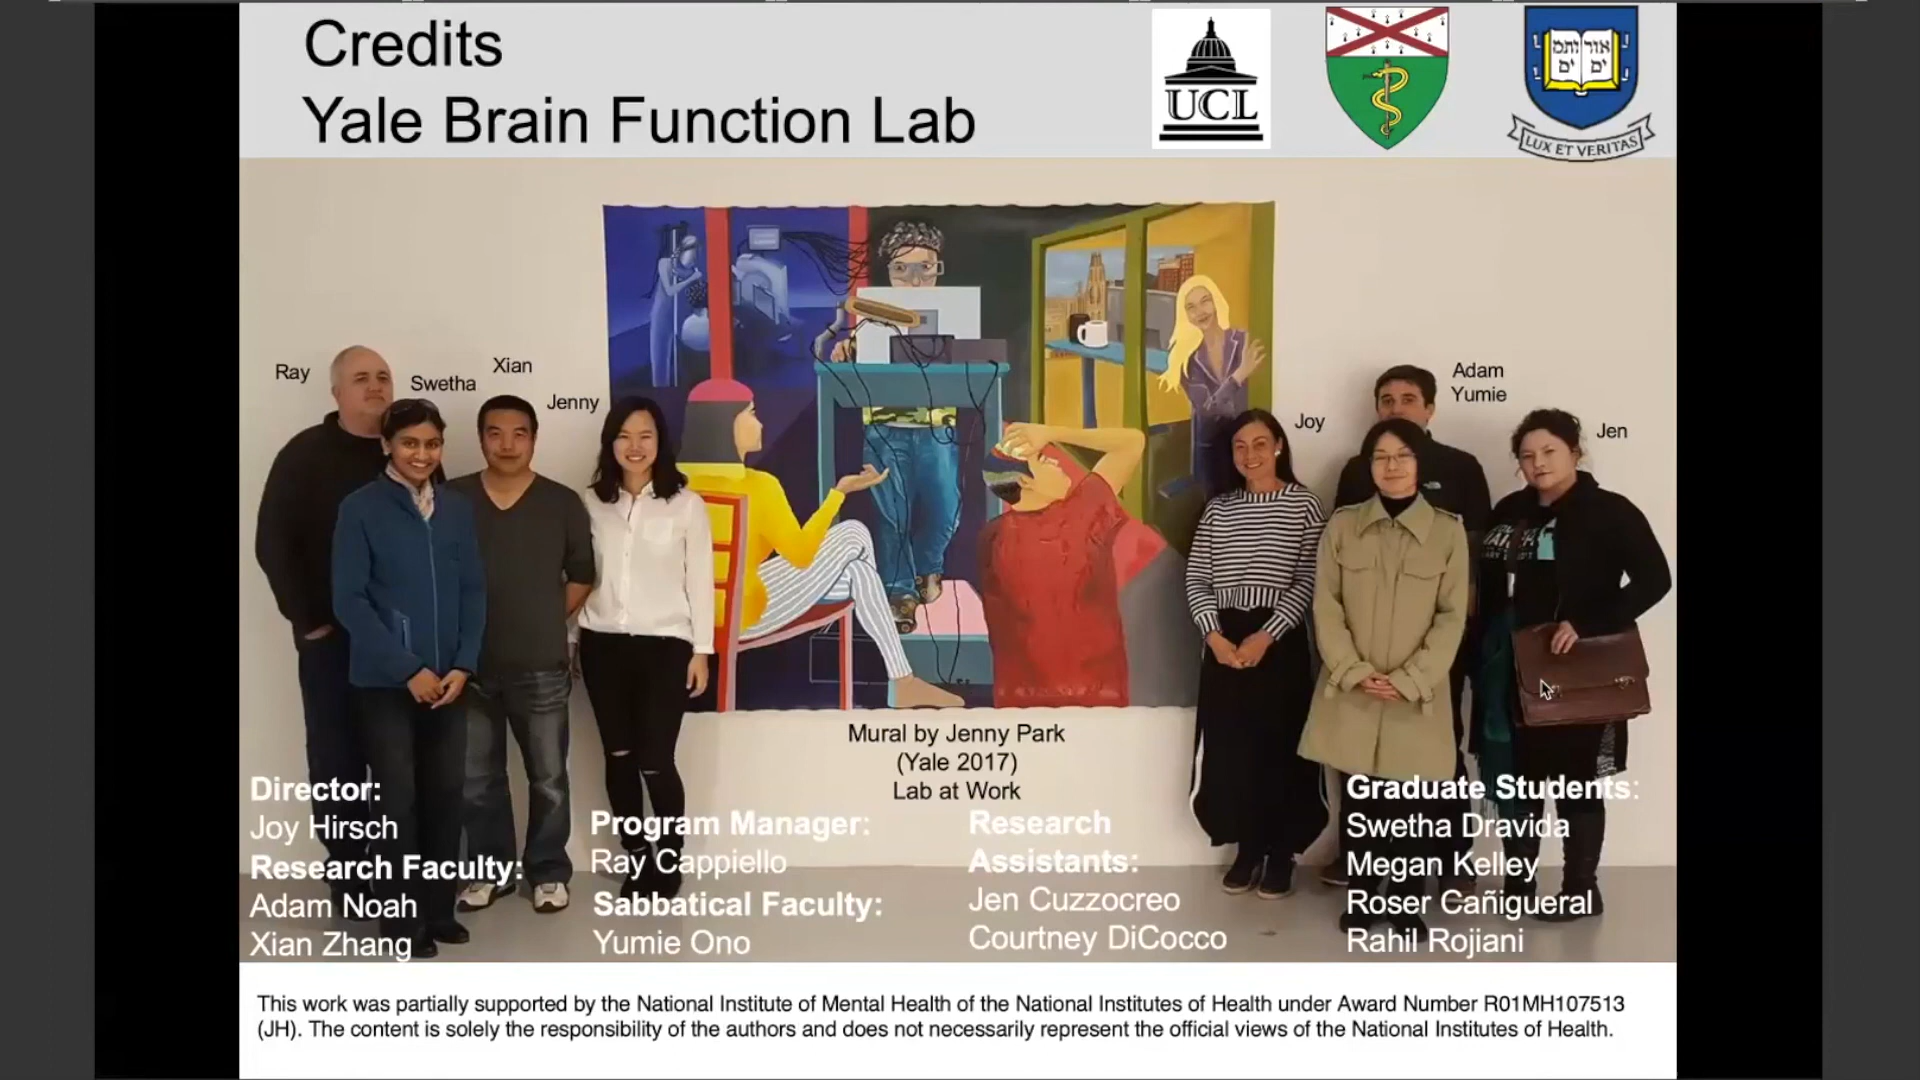 Credits
Yale Brain Function Lab
UCL
אור
ותמ
ים
ים
LUX ET VERITAS
Ray
Swetha
Xian
Jenny
Joy
Adam
Yumie
Jen
Mural by Jenny Park
(Yale 2017)
Lab at Work
Director:
Joy Hirsch
Research Faculty:
Adam Noah
Xian Zhang
Program Manager:
Ray Cappiello
Sabbatical Faculty:
Yumie Ono
Research
Assistants:
Jen Cuzzocreo
Courtney DiCocco
Graduate Students:
Swetha Dravida
Megan Kelley
Roser Cañigueral
Rahil Rojiani
This work was partially supported by the National Institute of Mental Health of the National Institutes of Health under Award Number R01MH107513
(JH). The content is solely the responsibility of the authors and does not necessarily represent the official views of the National Institutes of Health.